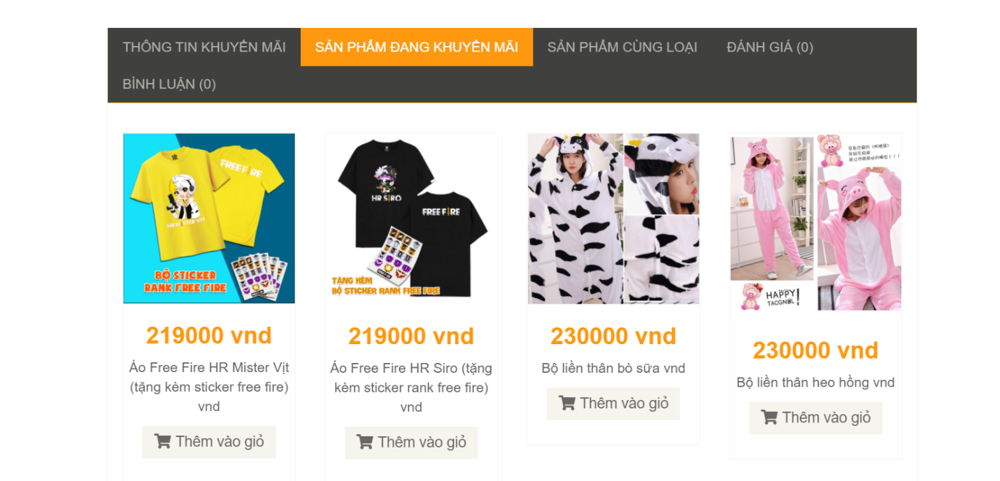 THÔNG TIN KHUYẾN MÃI
SẢN PHẨM ĐANG KHUYẾN MÃI
SẢN PHẨM CÙNG LOẠI
ĐÁNH GIÁ (0)
BÌNH LUẬN (0)
FREE FIRE
HR MISTER VỊT
BỘ STICKER
RANK FREE FIRE
219000 vnd
Áo Free Fire HR Mister Vịt
(tặng kèm sticker free fire)
vnd
Thêm vào giỏ
HR SIRO
FREE FIRE
TẶNG KÈM
BỘ STICKER RANK FREE FIRE
219000 vnd
Áo Free Fire HR Siro (tặng
kèm sticker rank free fire)
vnd
Thêm vào giỏ
230000 vnd
Bộ liền thân bò sữa vnd
Thêm vào giỏ
HAPPY
230000 vnd
Bộ liền thân heo hồng vnd
Thêm vào giỏ